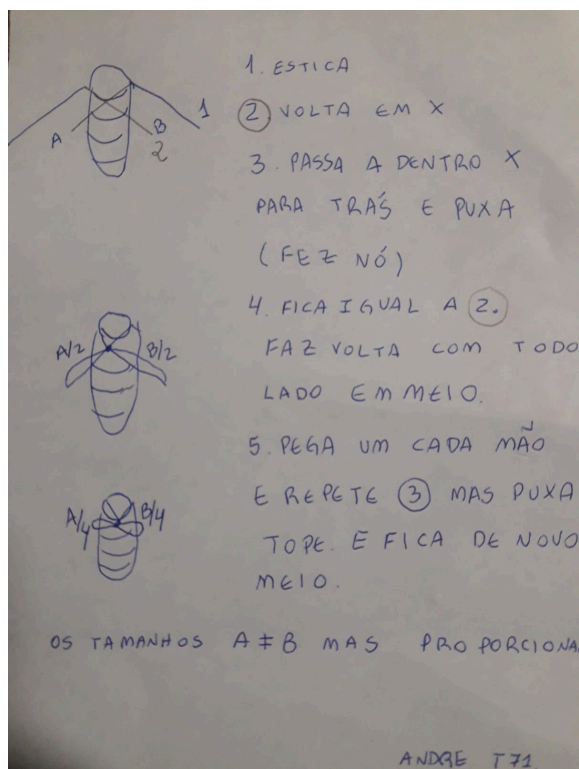 1. ESTICA
1
② VOLTA EM X
A
B
2
3. PASSA A DENTRO X
PARA TRÁS E PUXA
(FEZ NÓ)
4. FICA IGUAL A ②.
A/2
B/2
FAZ VOLTA COM TODO
LADO EM MEIO.
5. PEGA UM CADA MÃO
E REPETE ③ MAS PUXA
A/4
B/4
TOPE. E FICA DE NOVO
MEIO.
OS TAMANHOS A ≠ B MAS PROPORCIONA
ANDRE T71